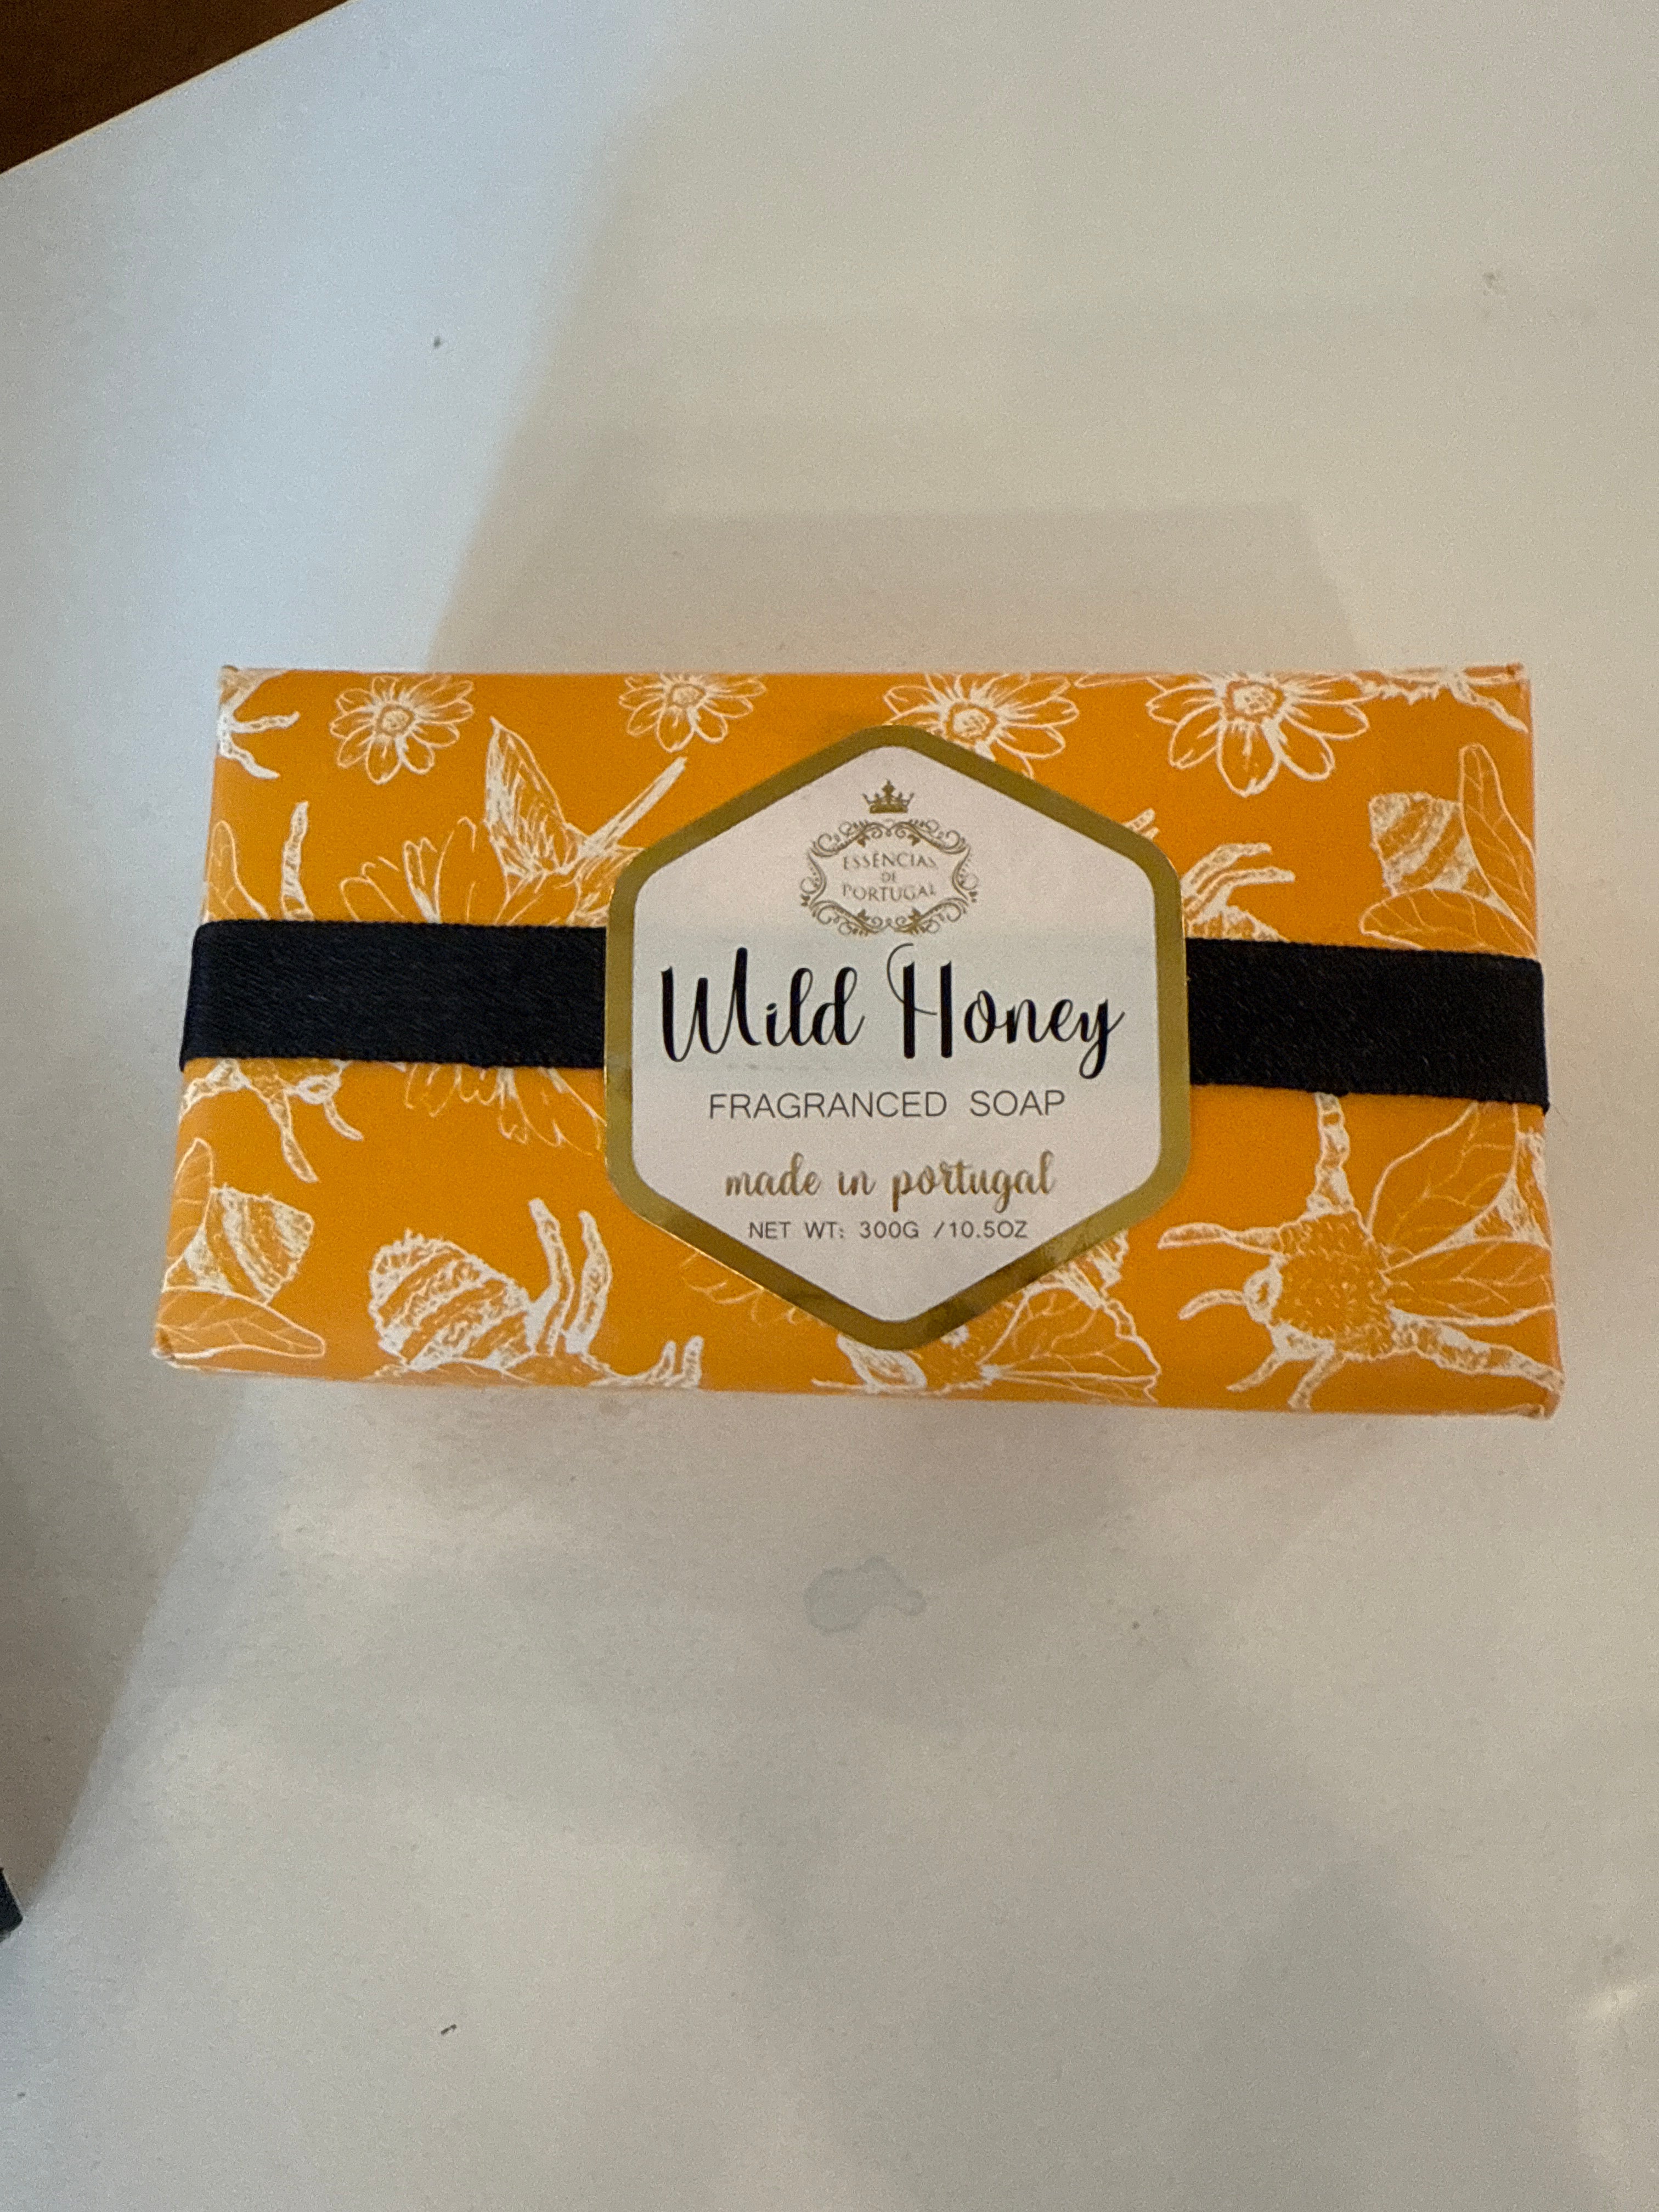 ESSÊNCIAS
DE
PORTUGAL
Wild Honey
FRAGRANCED SOAP
made in portugal
NET WT: 300G /10.5OZ